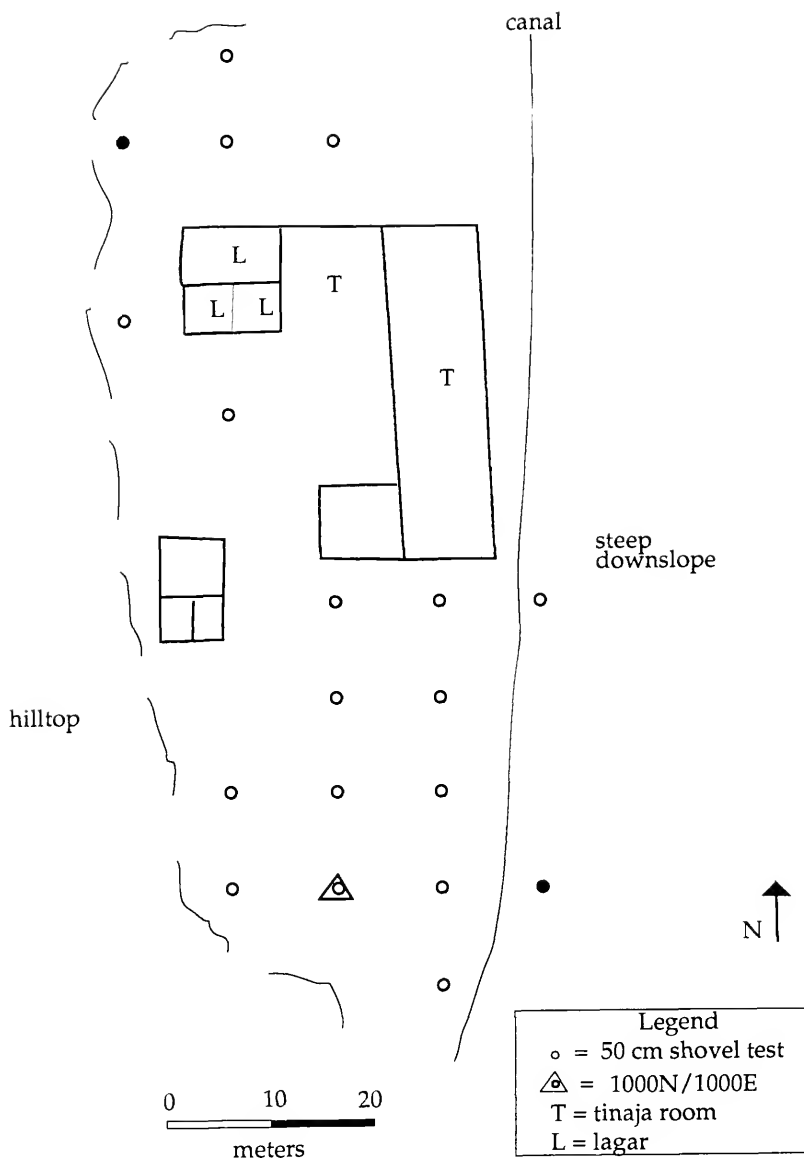 canal
L
T
L L
T
steep
downslope
hilltop
N
0 10 20
meters
Legend
= 50 cm shovel test
= 1000N/1000E
T = tinaja room
L = lagar